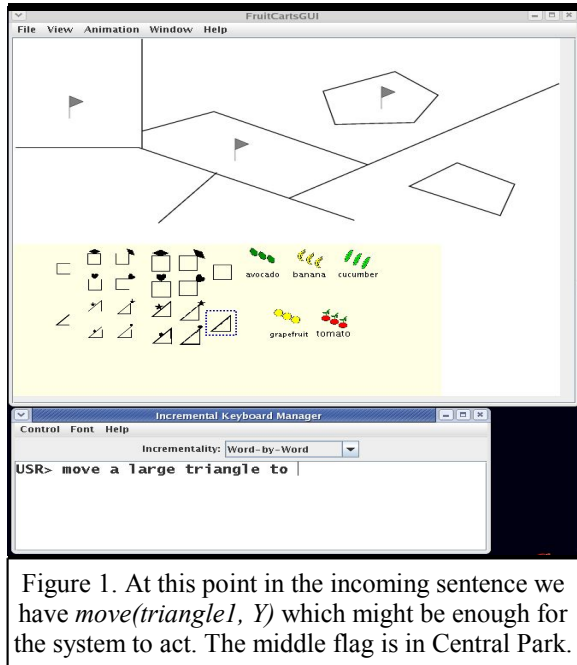 FruitCartsGUI
File View Animation Window Help
avocado banana cucumber
grapefruit tomato
Incremental Keyboard Manager
Control Font Help
Incrementality: Word-by-Word
USR> move a large triangle to
Figure 1. At this point in the incoming sentence we
have move(triangle1, Y) which might be enough for
the system to act. The middle flag is in Central Park.